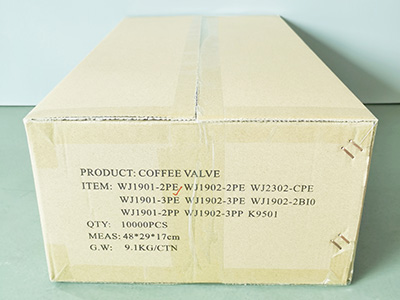 PRODUCT: COFFEE VALVE
ITEM: WJ1901-2PE WJ1902-2PE WJ2302-CPE
WJ1901-3PE WJ1902-3PE WJ1902-2BI0
WJ1901-2PP WJ1902-3PP K9501
QTY: 10000PCS
MEAS: 48*29*17cm
G.W: 9.1KG/CTN